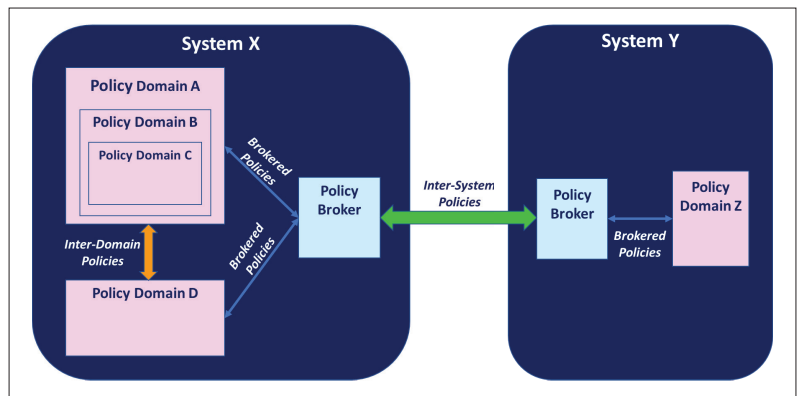 System X
Policy Domain A
Policy Domain B
Policy Domain C
Brokered
Policies
Policy
Broker
Inter-Domain
Policies
Brokered
Policies
Policy Domain D
Inter-System
Policies
System Y
Policy
Broker
Policy
Domain Z
Brokered
Policies